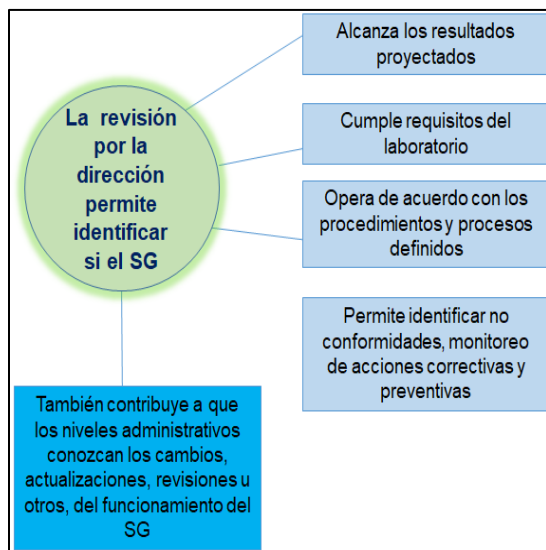 La revisión
por la
dirección
permite
identificar
si el SG
Alcanza los resultados
proyectados
Cumple requisitos del
laboratorio
Opera de acuerdo con los
procedimientos y procesos
definidos
Permite identificar no
conformidades, monitoreo
de acciones correctivas y
preventivas
También contribuye a que
los niveles administrativos
conozcan los cambios,
actualizaciones, revisiones u
otros, del funcionamiento del
SG